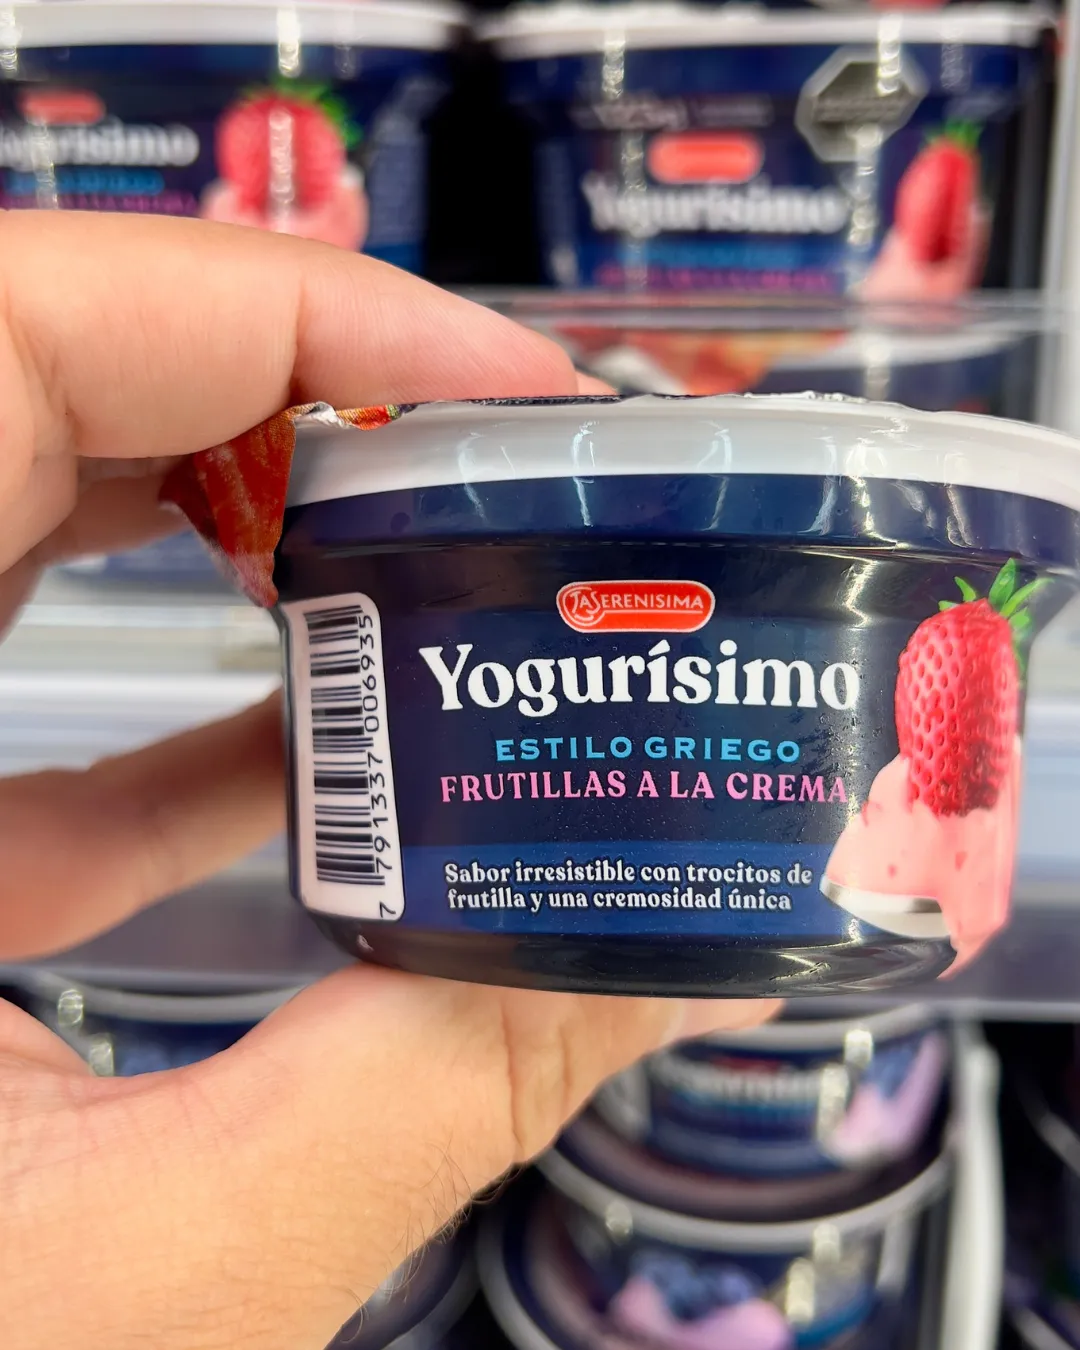 Yogurísimo
LA SERENISIMA
Yogurísimo
ESTILO GRIEGO
FRUTILLAS A LA CREMA
Sabor irresistible con trocitos de
frutilla y una cremosidad única
7 791337 006935